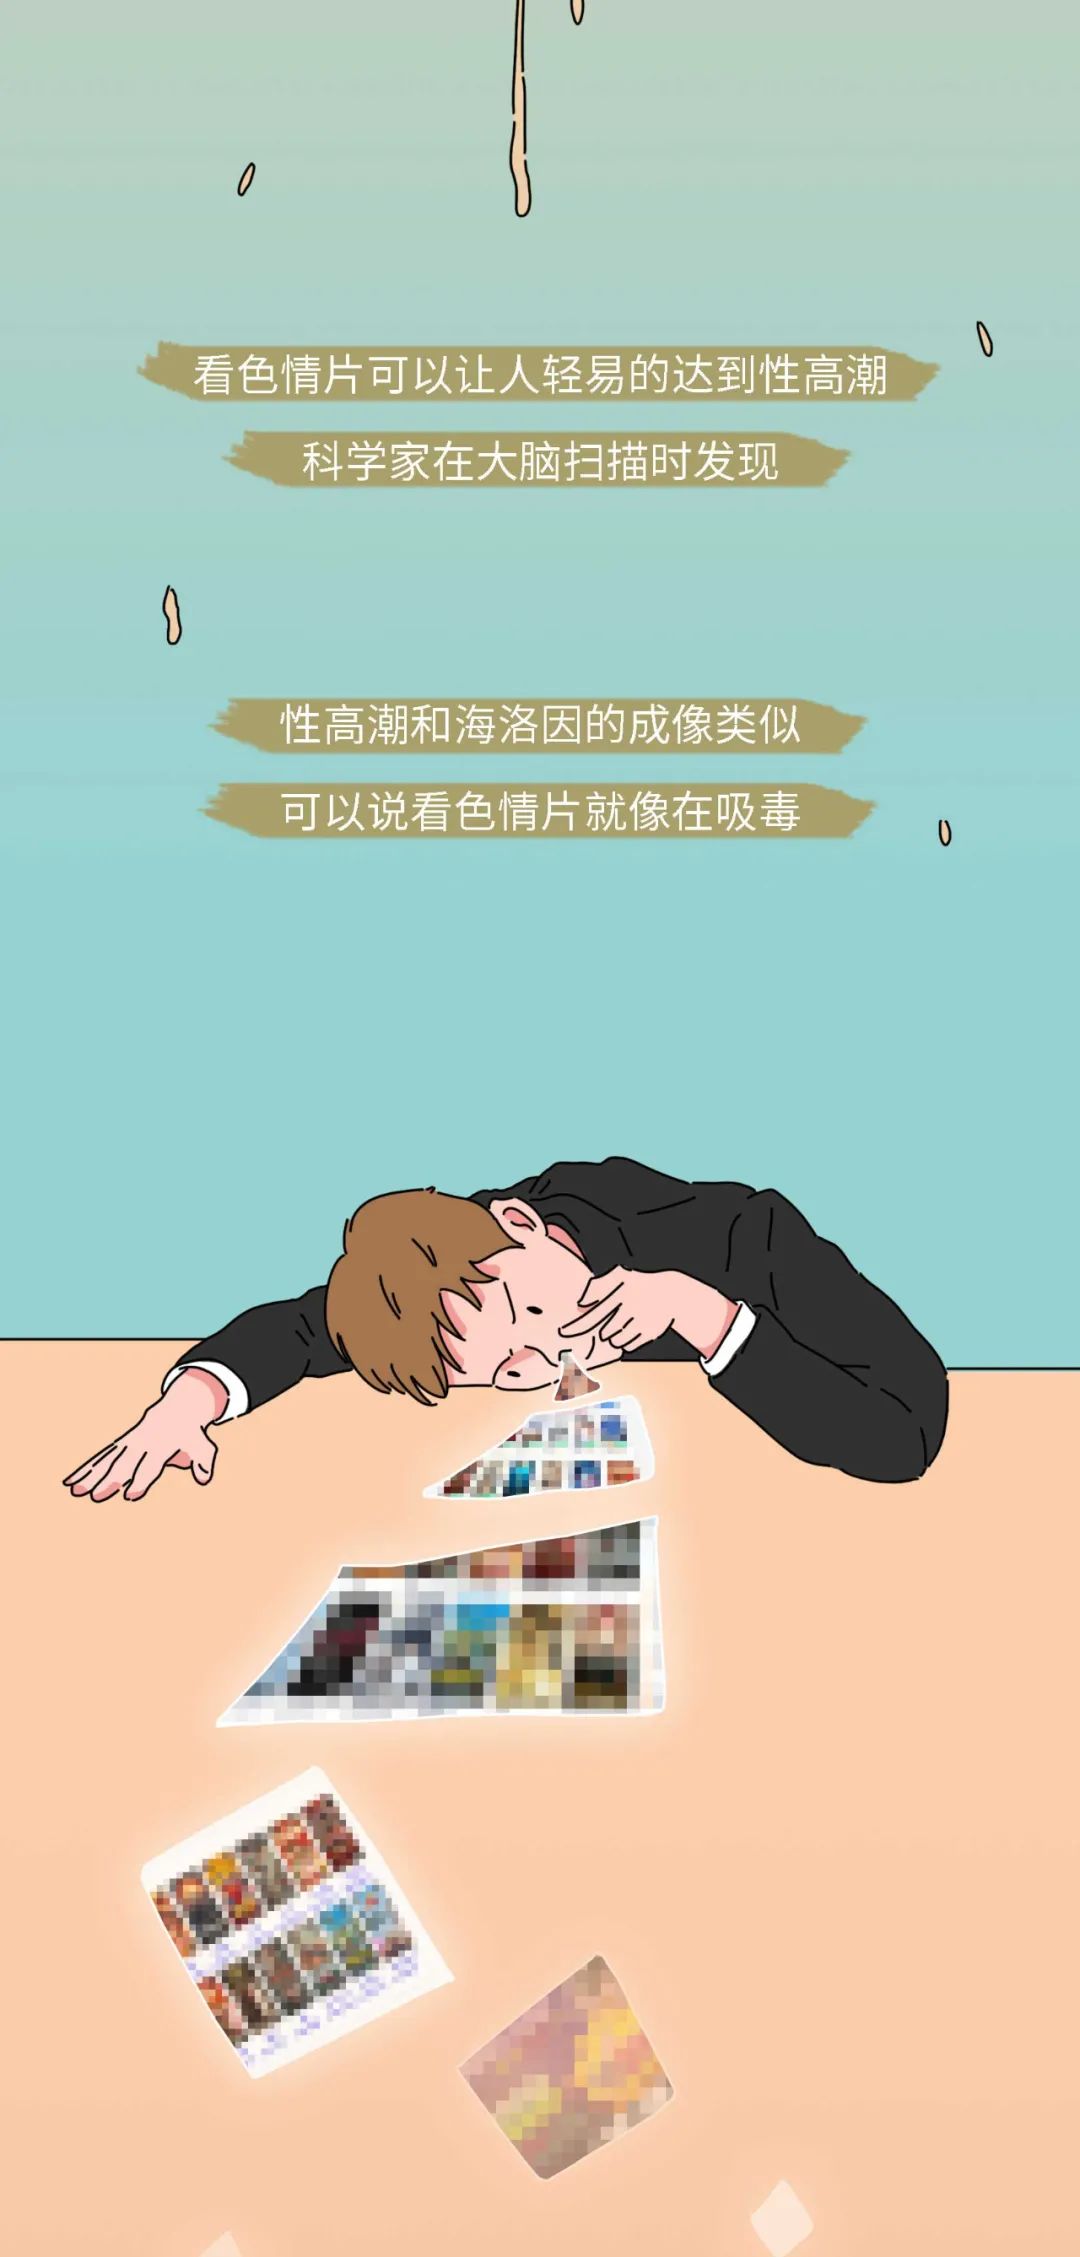 看色情片可以让人轻易的达到性高潮
科学家在大脑扫描时发现
性高潮和海洛因的成像类似
可以说看色情片就像在吸毒